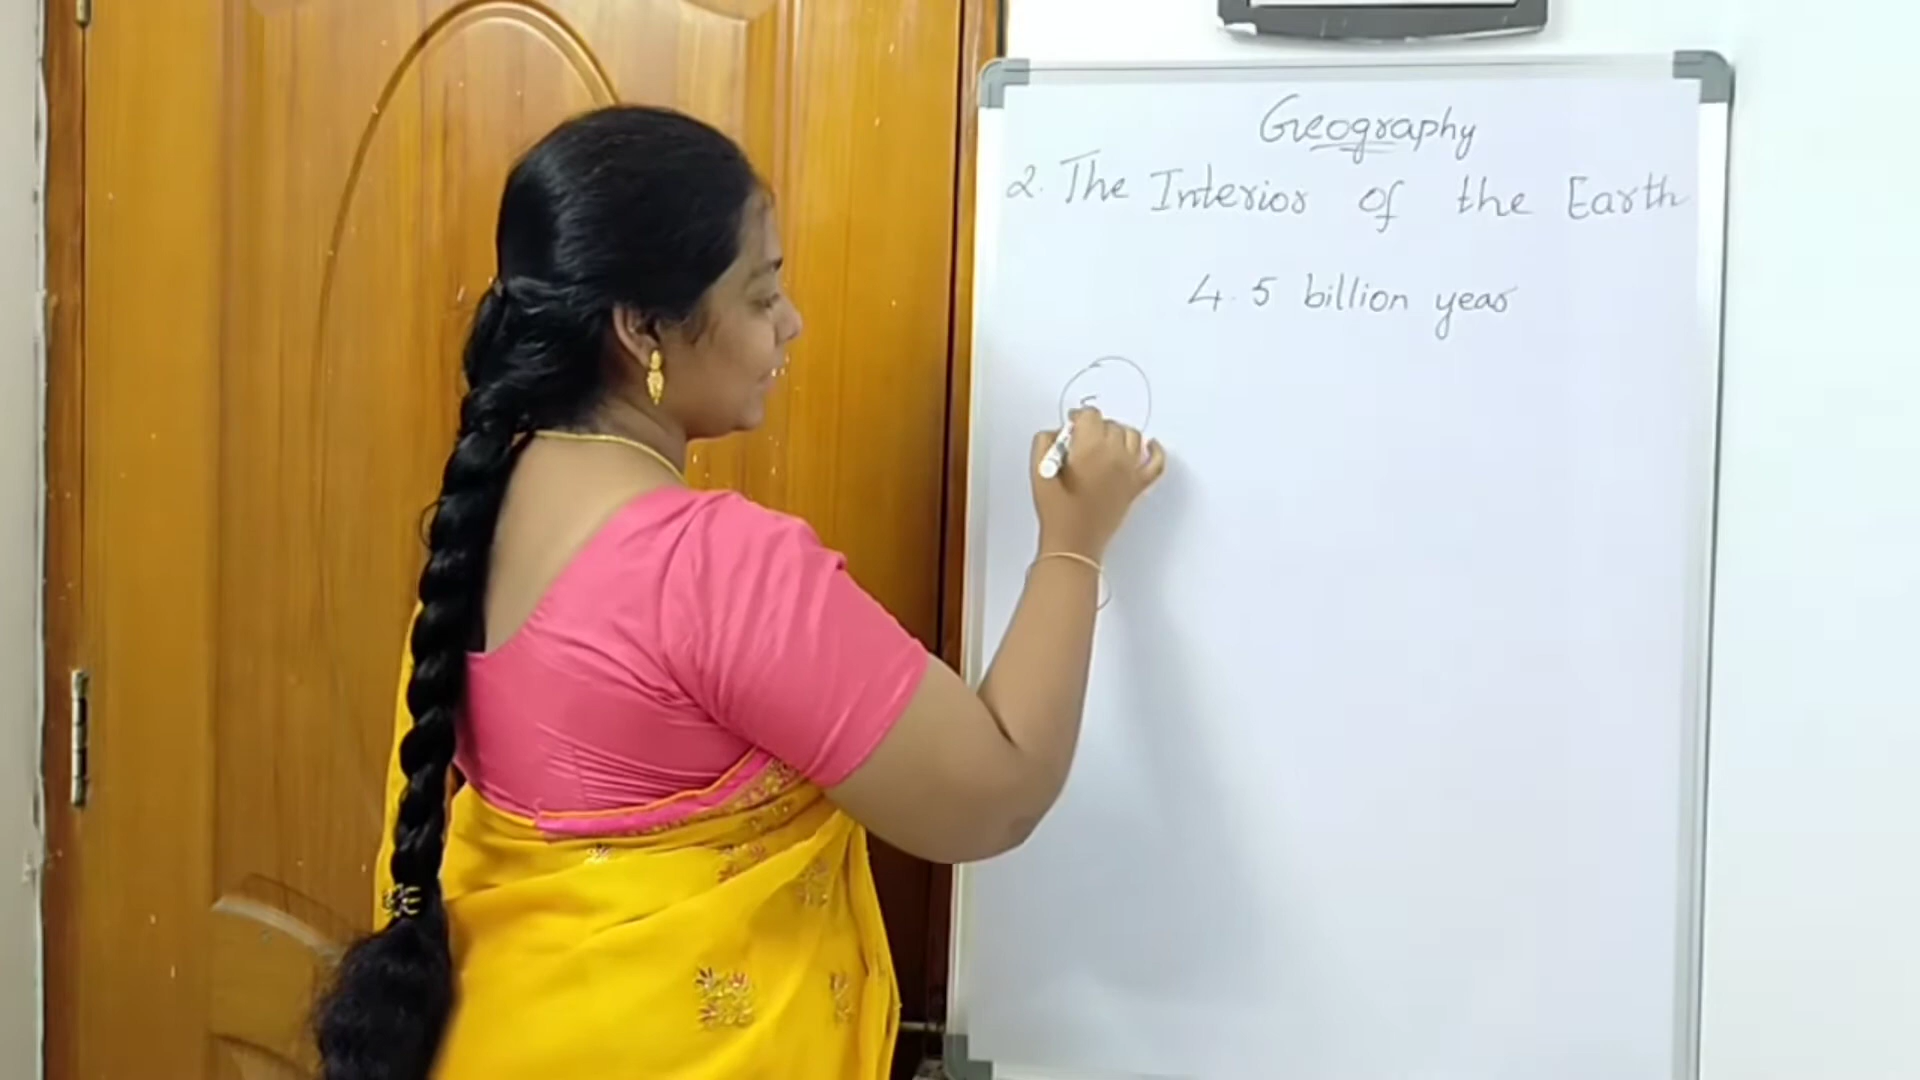 Geography
2. The Interior of the Earth
4.5 billion year